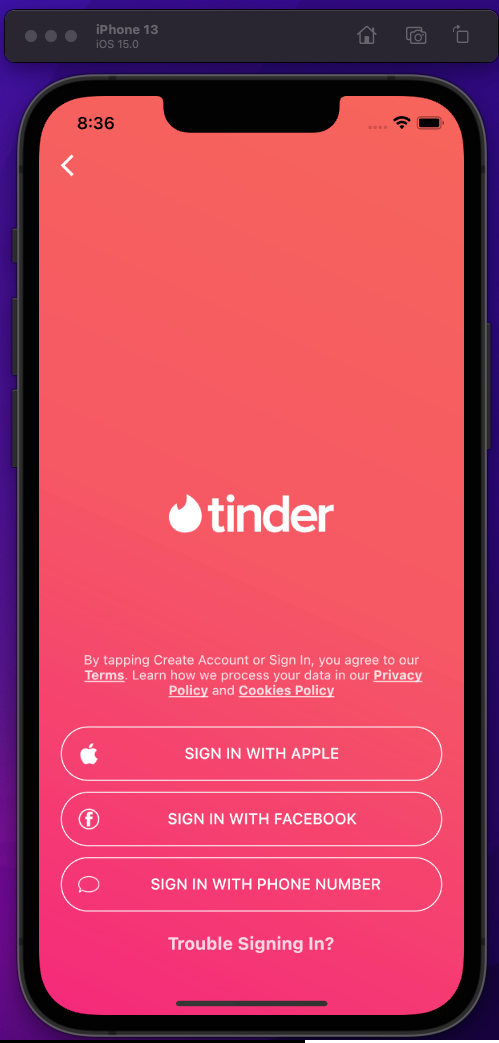 iPhone 13
iOS 15.0
8:36
tinder
By tapping Create Account or Sign In, you agree to our
Terms. Learn how we process your data in our Privacy
Policy and Cookies Policy
SIGN IN WITH APPLE
SIGN IN WITH FACEBOOK
SIGN IN WITH PHONE NUMBER
Trouble Signing In?